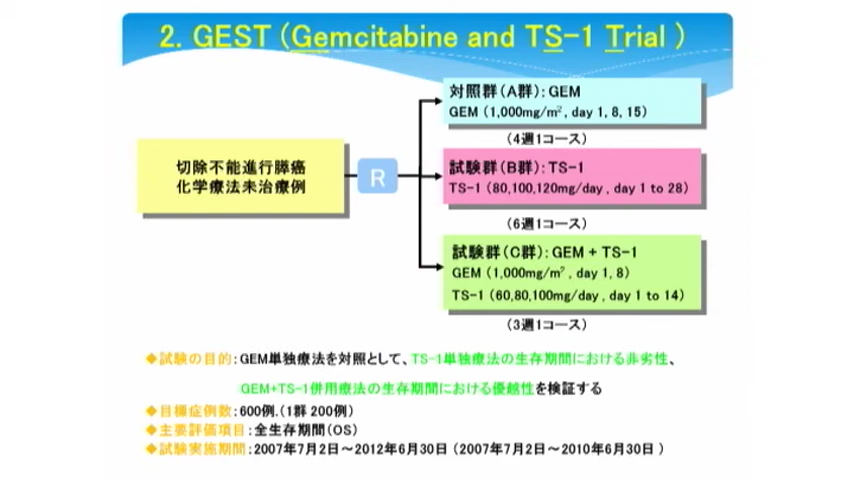 2. GEST (Gemcitabine and TS-1 Trial )
対照群(A群): GEM
GEM (1,000mg/m², day 1, 8, 15)
(4週1コース)
切除不能進行膵癌
化学療法未治療例
R
試験群(B群): TS-1
TS-1 (80,100,120mg/day , day 1 to 28)
(6週1コース)
試験群(C群): GEM + TS-1
GEM (1,000mg/m², day 1, 8)
TS-1 (60,80,100mg/day , day 1 to 14)
(3週1コース)
◆試験の目的:GEM単独療法を対照として、TS-1単独療法の生存期間における非劣性、
GEM+TS-1併用療法の生存期間における優越性を検証する
◆目標症例数:600例.(1群 200例)
◆主要評価項目:全生存期間(OS)
◆試験実施期間:2007年7月2日~2012年6月30日 (2007年7月2日~2010年6月30日 )